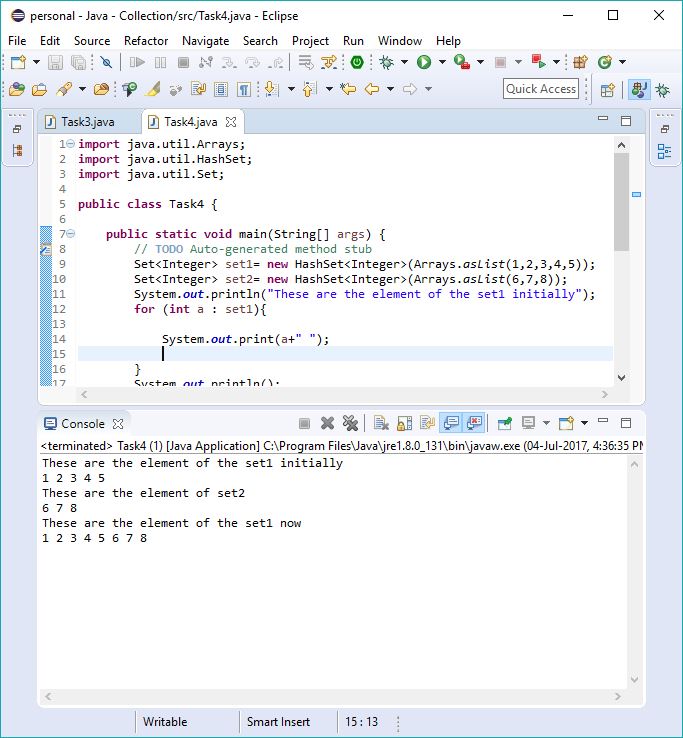 personal - Java - Collection/src/Task4.java - Eclipse
File Edit Source Refactor Navigate Search Project Run Window Help
Quick Access
Task3.java Task4.java
1 import java.util.Arrays;
2 import java.util.HashSet;
3 import java.util.Set;
4
5 public class Task4 {
6
7 public static void main(String[] args) {
8 // TODO Auto-generated method stub
9 Set<Integer> set1= new HashSet<Integer>(Arrays.asList(1,2,3,4,5));
10 Set<Integer> set2= new HashSet<Integer>(Arrays.asList(6,7,8));
11 System.out.println("These are the element of the set1 initially");
12 for (int a : set1){
13
14 System.out.print(a+" ");
15
16 }
17 System.out.println();
Console
<terminated> Task4 (1) [Java Application] C:\Program Files\Java\jre1.8.0_131\bin\javaw.exe (04-Jul-2017, 4:36:35 PM
These are the element of the set1 initially
1 2 3 4 5
These are the element of set2
6 7 8
These are the element of the set1 now
1 2 3 4 5 6 7 8
Writable Smart Insert 15 : 13